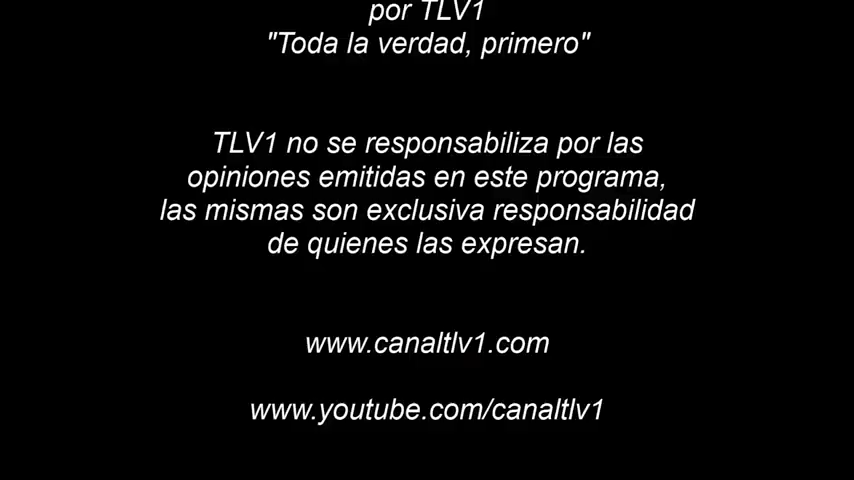 por TLV1
"Toda la verdad, primero"
TLV1 no se responsabiliza por las
opiniones emitidas en este programa,
las mismas son exclusiva responsabilidad
de quienes las expresan.
www.canaltlv1.com
www.youtube.com/canaltlv1